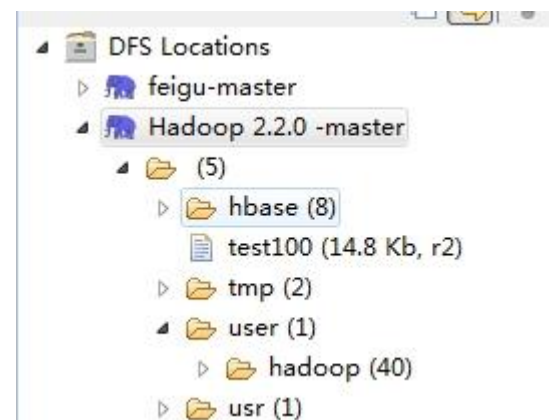 DFS Locations
feigu-master
Hadoop 2.2.0 -master
(5)
hbase (8)
test100 (14.8 Kb, r2)
tmp (2)
user (1)
hadoop (40)
usr (1)